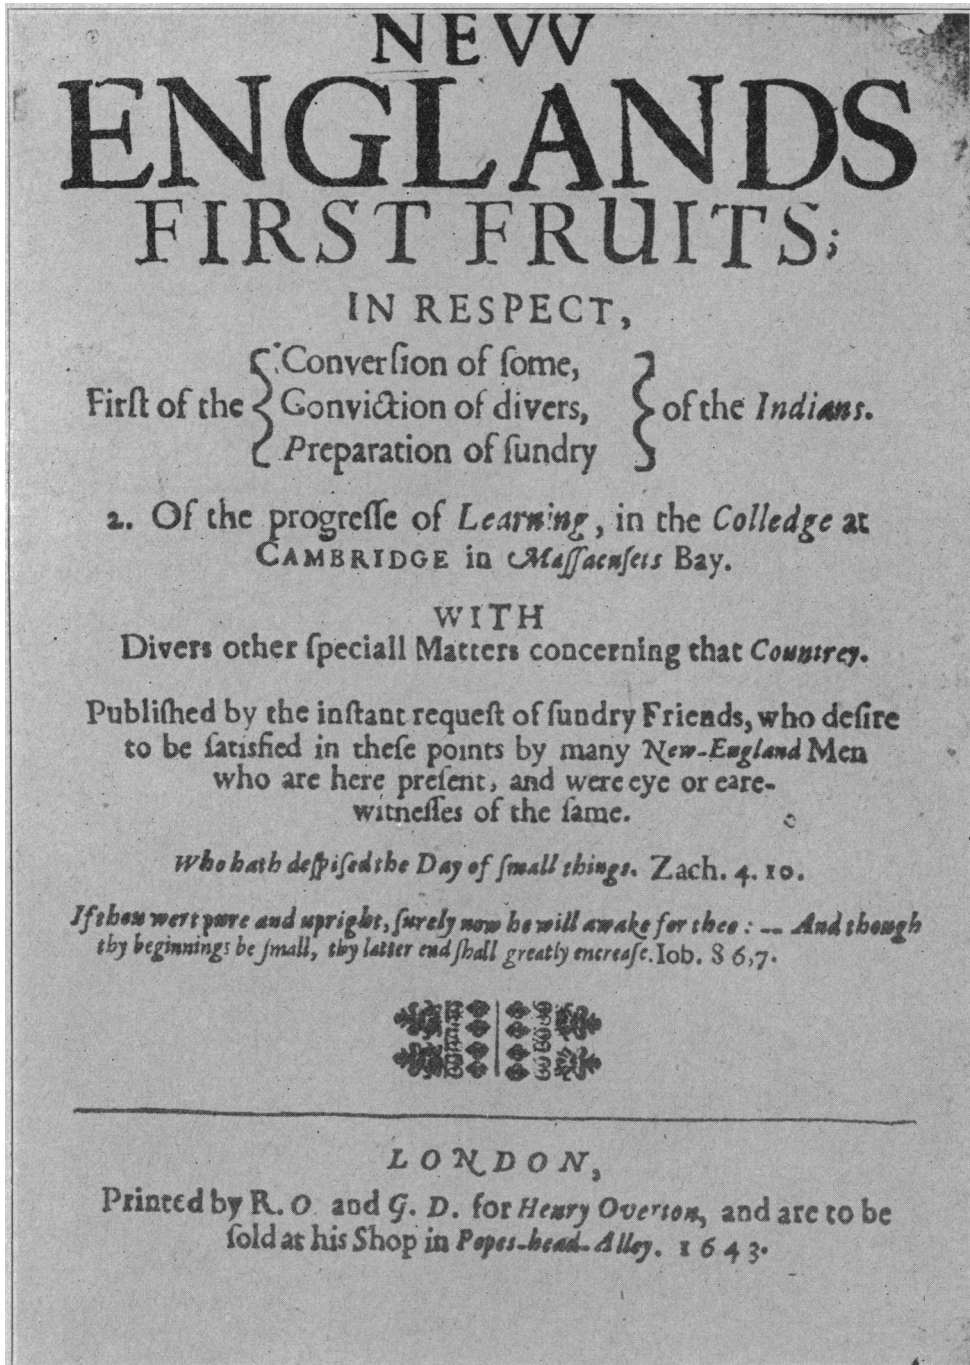 NEVV
ENGLANDS
FIRST FRUITS;
IN RESPECT,
First of the { Conversion of some,
Gonviction of divers,
Preparation of sundry } of the Indians.
2. Of the progresse of Learning, in the Colledge at
CAMBRIDGE in Massacusets Bay.
WITH
Divers other speciall Matters concerning that Countrey.
Published by the instant request of sundry Friends, who desire
to be satisfied in these points by many New-England Men
who are here present, and were eye or eare-
witnesses of the same.
Who hath despised the Day of small things. Zach. 4. 10.
If thou wert pure and upright, surely now he will awake for thee: -- And though
thy beginnings be small, thy latter end shall greatly encrease. Iob. 8 6,7.
LONDON,
Printed by R. O. and G. D. for Henry Overton, and are to be
sold at his Shop in Popes-head-Alley. 1643.